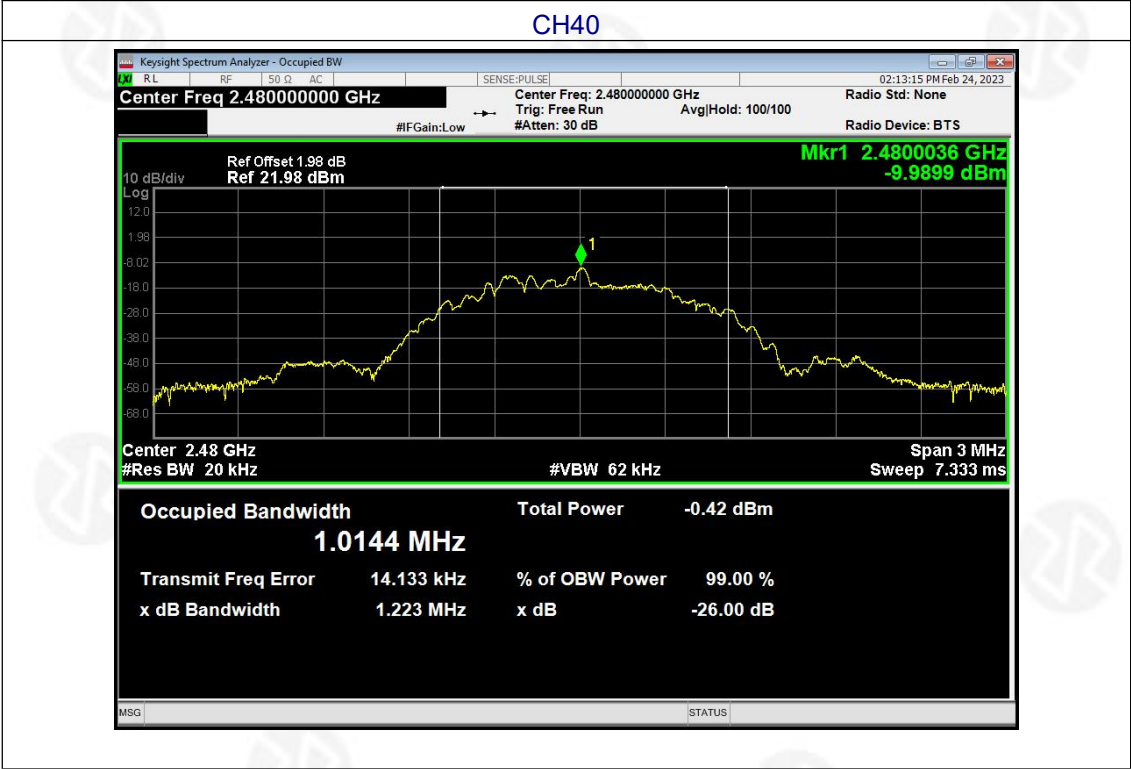 CH40
Keysight Spectrum Analyzer - Occupied BW
LXI RL RF 50 Ω AC SENSE:PULSE 02:13:15 PM Feb 24, 2023
Center Freq 2.480000000 GHz Center Freq: 2.480000000 GHz Radio Std: None
Trig: Free Run Avg|Hold: 100/100
#IFGain:Low #Atten: 30 dB Radio Device: BTS
Mkr1 2.4800036 GHz
Ref Offset 1.98 dB
10 dB/div Ref 21.98 dBm -9.9899 dBm
Log
12.0
1.98
1
-8.02
-18.0
-28.0
-38.0
-48.0
-58.0
-68.0
Center 2.48 GHz Span 3 MHz
#Res BW 20 kHz #VBW 62 kHz Sweep 7.333 ms
Occupied Bandwidth Total Power -0.42 dBm
1.0144 MHz
Transmit Freq Error 14.133 kHz % of OBW Power 99.00 %
x dB Bandwidth 1.223 MHz x dB -26.00 dB
MSG STATUS